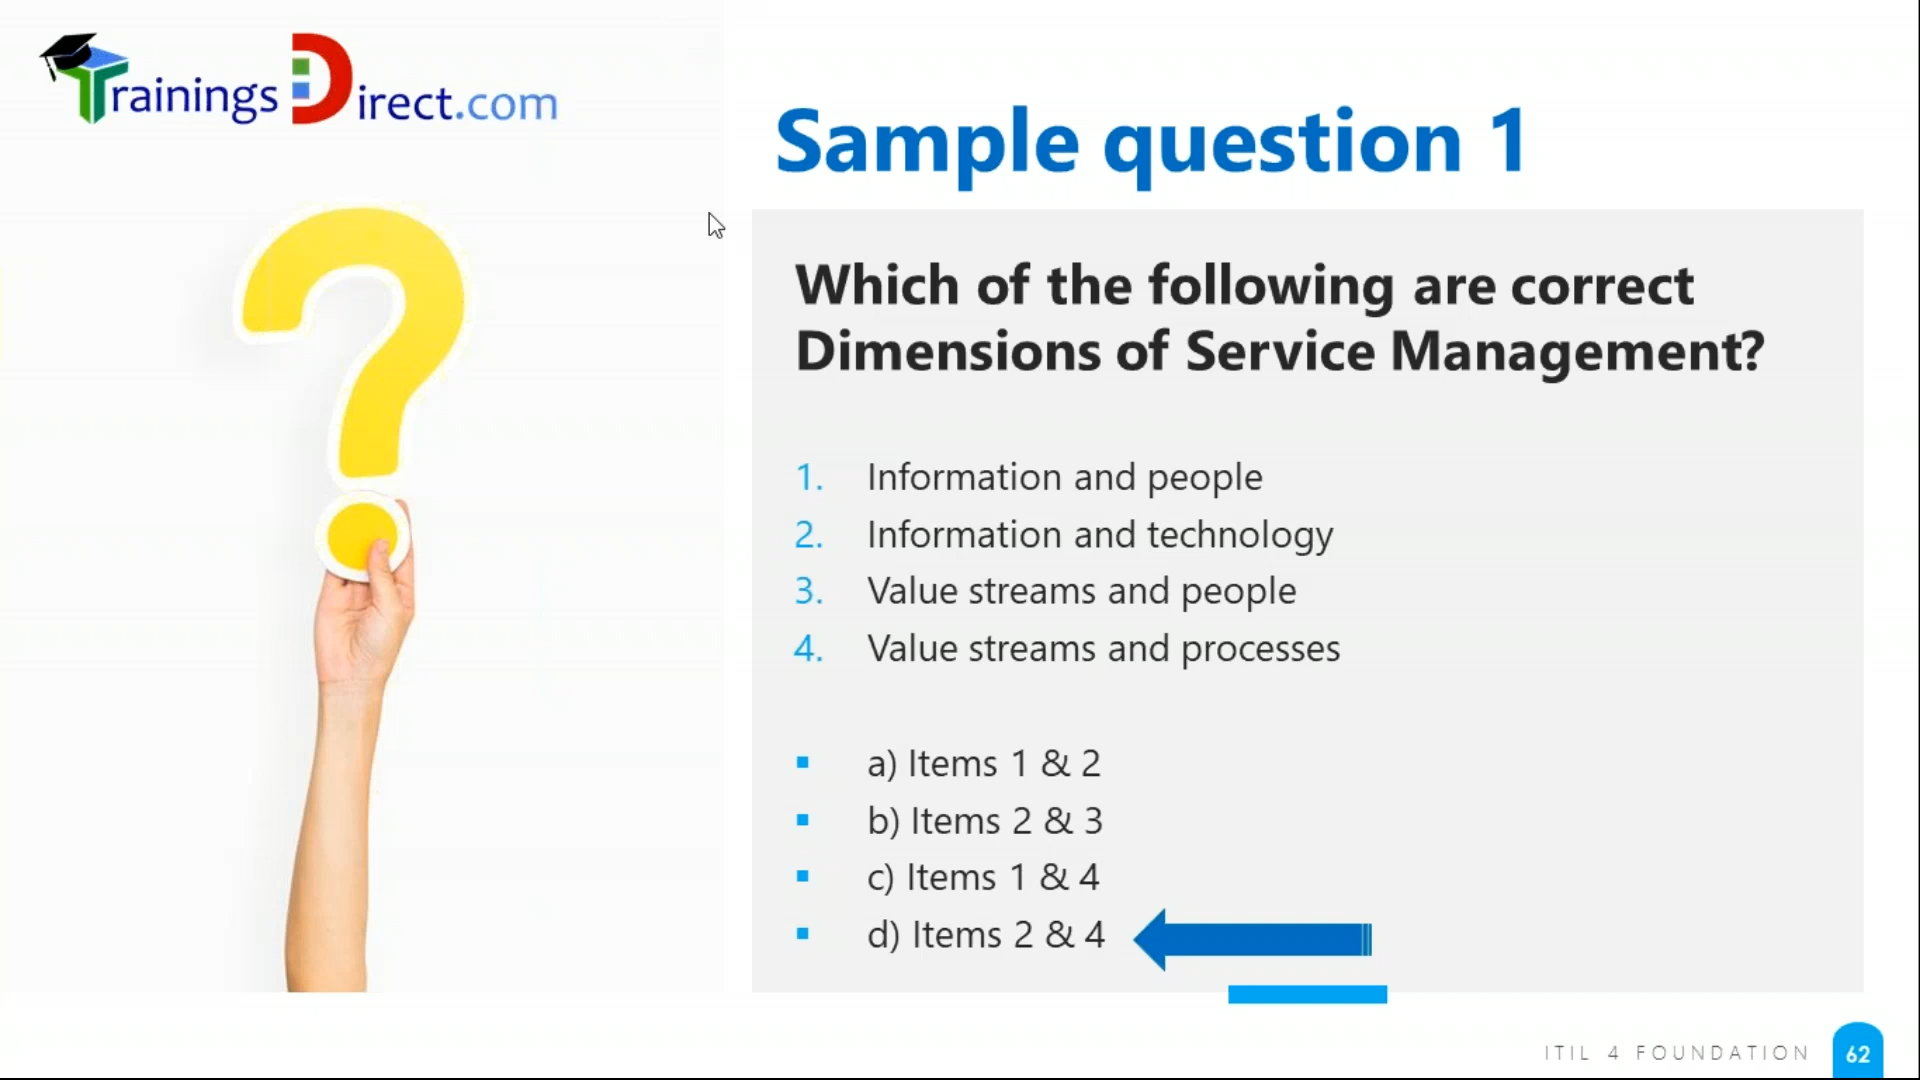 TrainingsDirect.com
Sample question 1
Which of the following are correct
Dimensions of Service Management?
1. Information and people
2. Information and technology
3. Value streams and people
4. Value streams and processes
▪ a) Items 1 & 2
▪ b) Items 2 & 3
▪ c) Items 1 & 4
▪ d) Items 2 & 4
ITIL 4 FOUNDATION
62